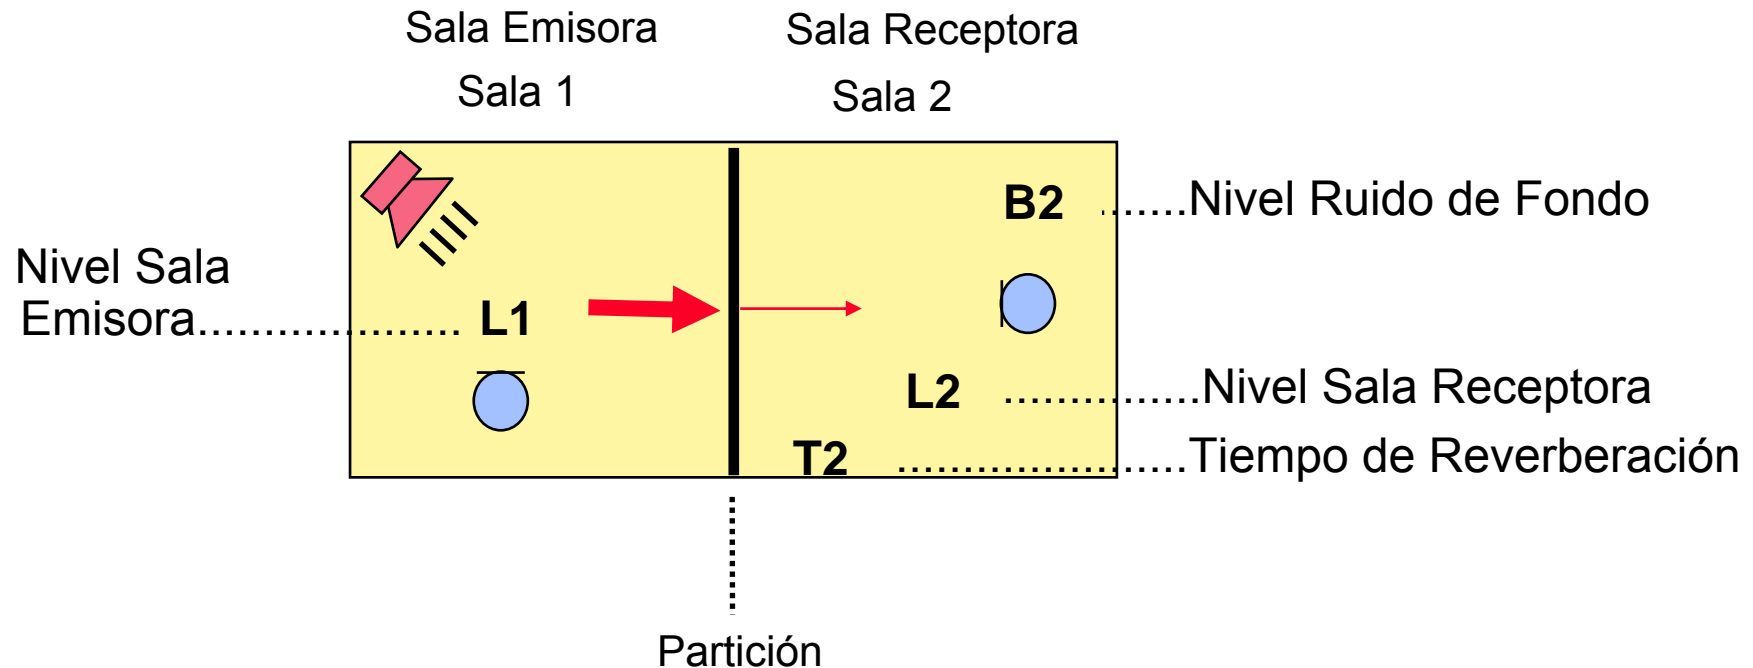 Sala Emisora
Sala 1
Sala Receptora
Sala 2
B2 .......Nivel Ruido de Fondo
Nivel Sala
Emisora.................... L1
L2 ...............Nivel Sala Receptora
T2 ......................Tiempo de Reverberación
Partición